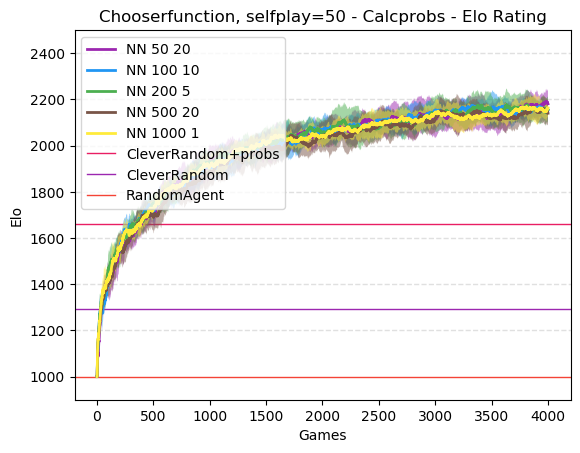 Chooserfunction, selfplay=50 - Calcprobs - Elo Rating
NN 50 20
NN 100 10
NN 200 5
NN 500 20
NN 1000 1
CleverRandom+probs
CleverRandom
RandomAgent
Elo
2400
2200
2000
1800
1600
1400
1200
1000
0 500 1000 1500 2000 2500 3000 3500 4000
Games